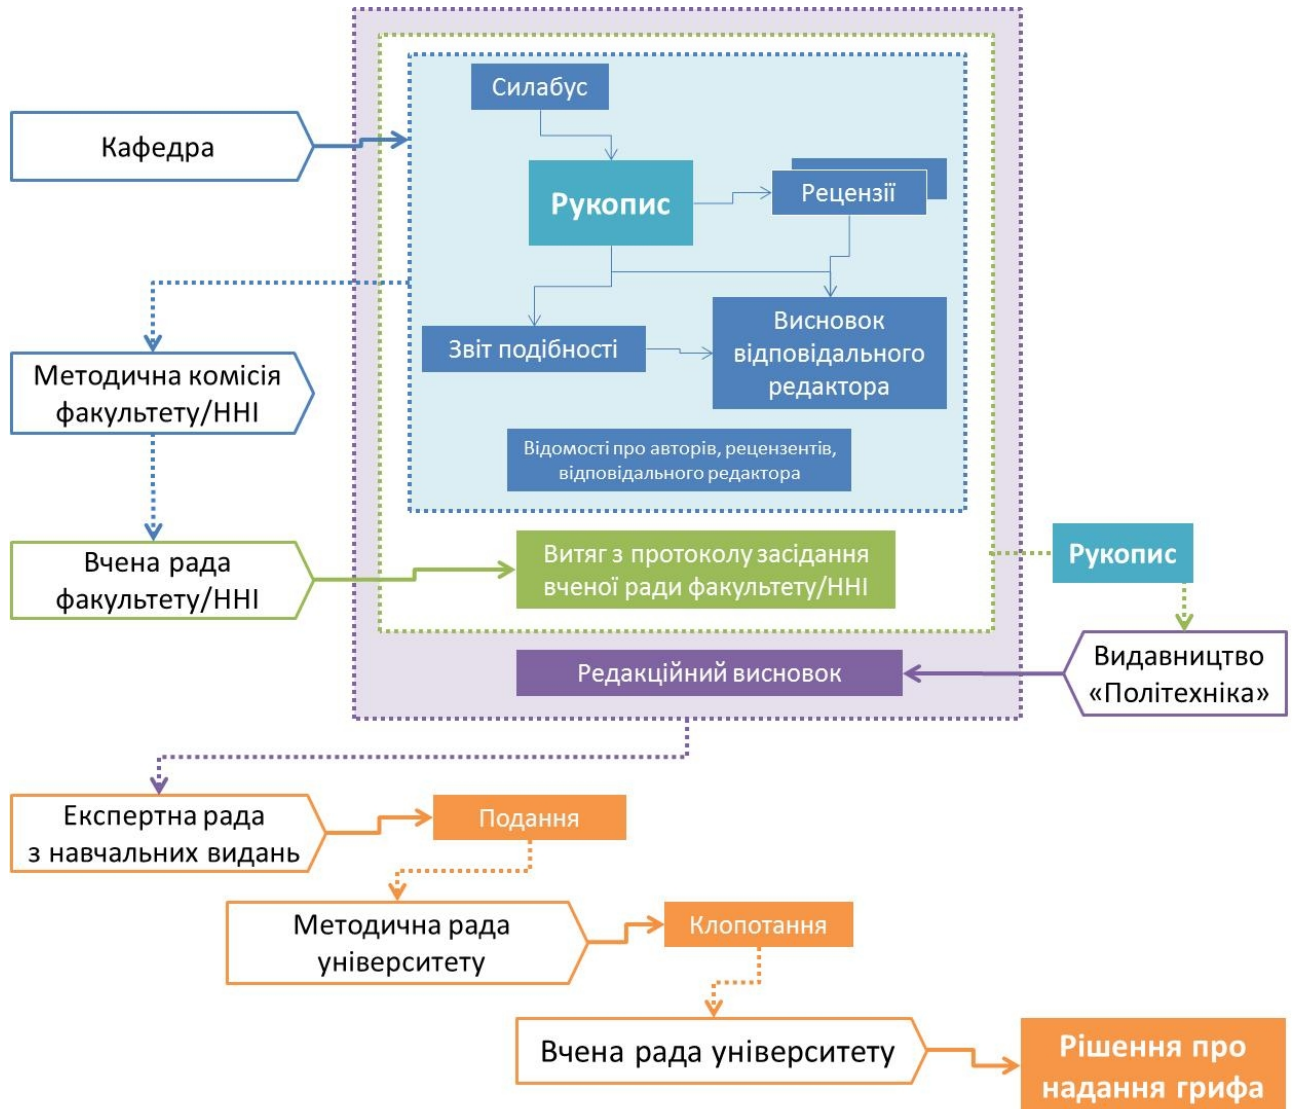 Силабус
Кафедра
Рукопис
Рецензії
Звіт подібності
Висновок
відповідального
редактора
Методична комісія
факультету/ННІ
Відомості про авторів, рецензентів,
відповідального редактора
Вчена рада
факультету/ННІ
Витяг з протоколу засідання
вченої ради факультету/ННІ
Рукопис
Редакційний висновок
Видавництво
«Політехніка»
Експертна рада
з навчальних видань
Подання
Методична рада
університету
Клопотання
Вчена рада університету
Рішення про
надання грифа